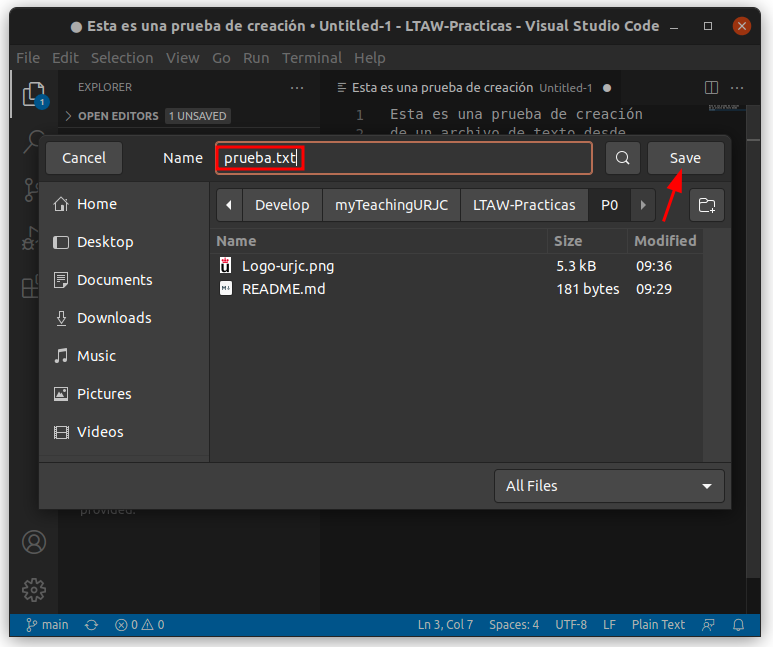 ● Esta es una prueba de creación • Untitled-1 - LTAW-Practicas - Visual Studio Code
File Edit Selection View Go Run Terminal Help
EXPLORER
1
Esta es una prueba de creación Untitled-1 ●
OPEN EDITORS 1 UNSAVED
1 Esta es una prueba de creación
2 de un archivo de texto desde
Cancel Name prueba.txt Save
Home
Desktop
Documents
Downloads
Music
Pictures
Videos
Develop myTeachingURJC LTAW-Practicas P0
Name Size Modified
Logo-urjc.png 5.3 kB 09:36
README.md 181 bytes 09:29
All Files
provided.
main 0 0 Ln 3, Col 7 Spaces: 4 UTF-8 LF Plain Text